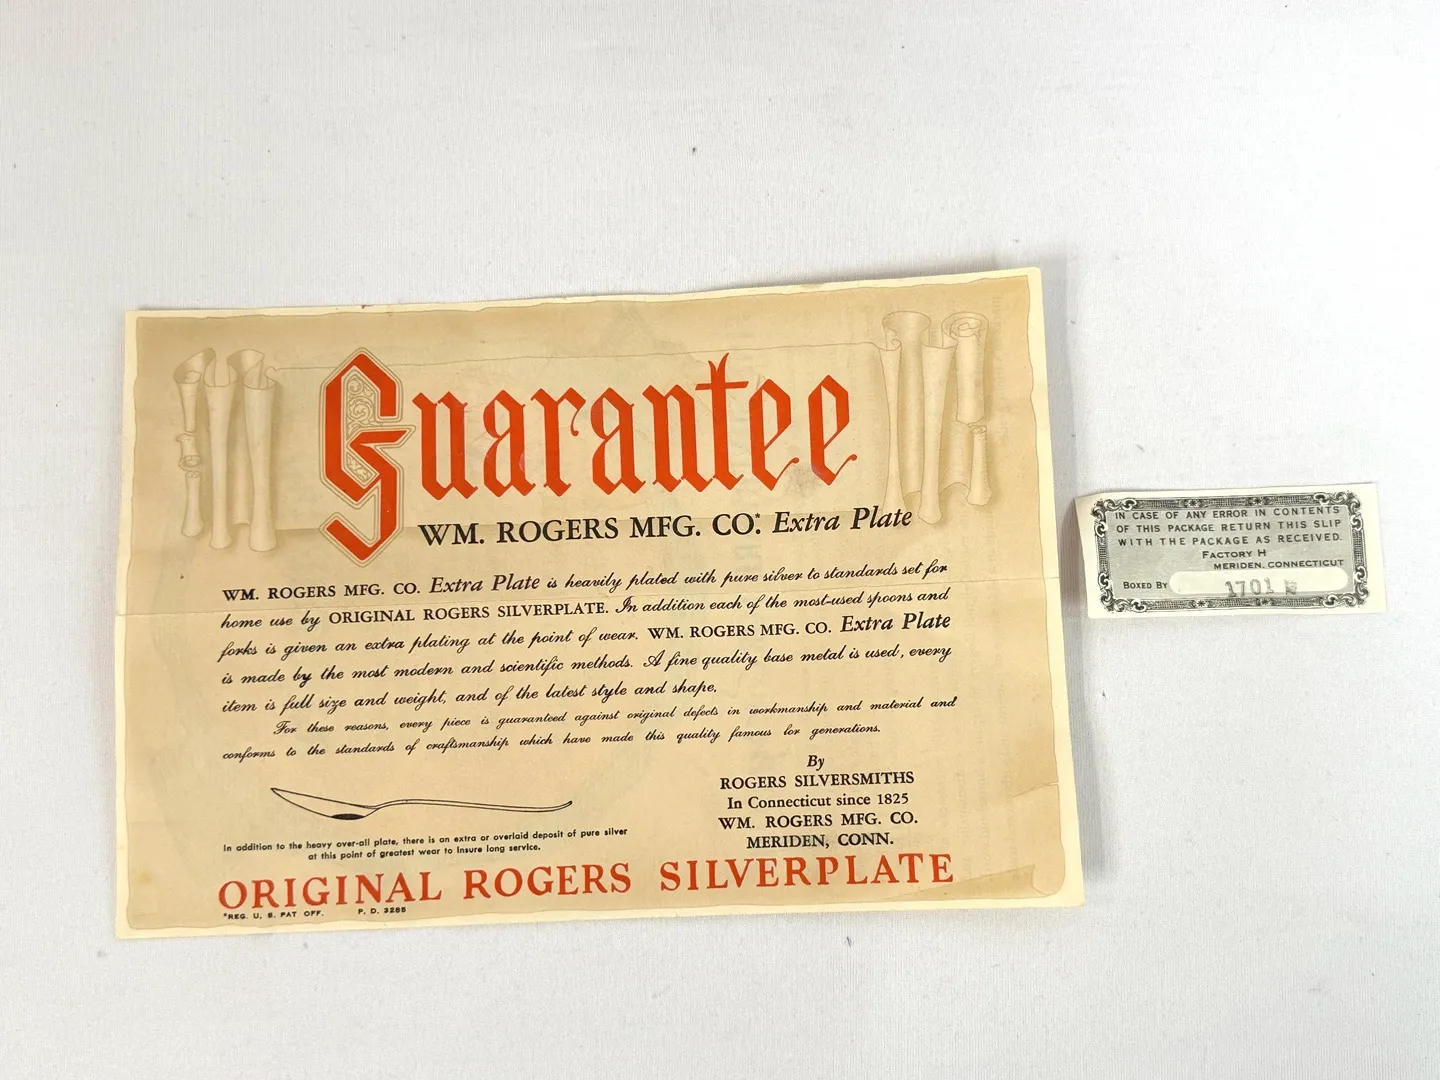 Guarantee
WM. ROGERS MFG. CO.* Extra Plate
WM. ROGERS MFG. CO. Extra Plate is heavily plated with pure silver to standards set for
home use by ORIGINAL ROGERS SILVERPLATE. In addition each of the most-used spoons and
forks is given an extra plating at the point of wear. WM. ROGERS MFG. CO. Extra Plate
is made by the most modern and scientific methods. A fine quality base metal is used, every
item is full size and weight, and of the latest style and shape.
For these reasons, every piece is guaranteed against original defects in workmanship and material and
conforms to the standards of craftsmanship which have made this quality famous for generations.
By
ROGERS SILVERSMITHS
In Connecticut since 1825
WM. ROGERS MFG. CO.
MERIDEN, CONN.
In addition to the heavy over-all plate, there is an extra or overlaid deposit of pure silver
at this point of greatest wear to insure long service.
ORIGINAL ROGERS SILVERPLATE
*REG. U. S. PAT OFF. P. D. 3285
IN CASE OF ANY ERROR IN CONTENTS
OF THIS PACKAGE RETURN THIS SLIP
WITH THE PACKAGE AS RECEIVED.
FACTORY H
MERIDEN, CONNECTICUT
BOXED BY 1701